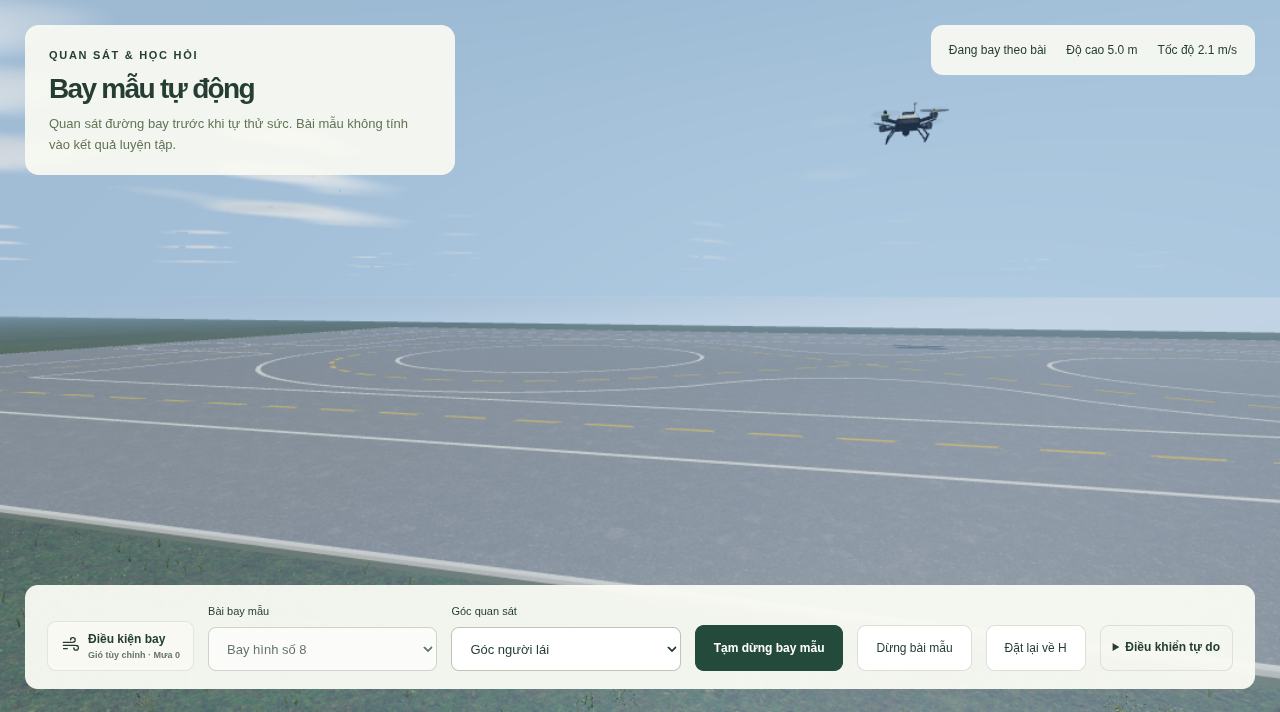 QUAN SÁT & HỌC HỎI
Bay mẫu tự động
Quan sát đường bay trước khi tự thử sức. Bài mẫu không tính
vào kết quả luyện tập.
Đang bay theo bài
Độ cao 5.0 m
Tốc độ 2.1 m/s
Điều kiện bay
Gió tùy chỉnh · Mưa 0
Bài bay mẫu
Bay hình số 8
Góc quan sát
Góc người lái
Tạm dừng bay mẫu
Dừng bài mẫu
Đặt lại về H
Điều khiển tự do